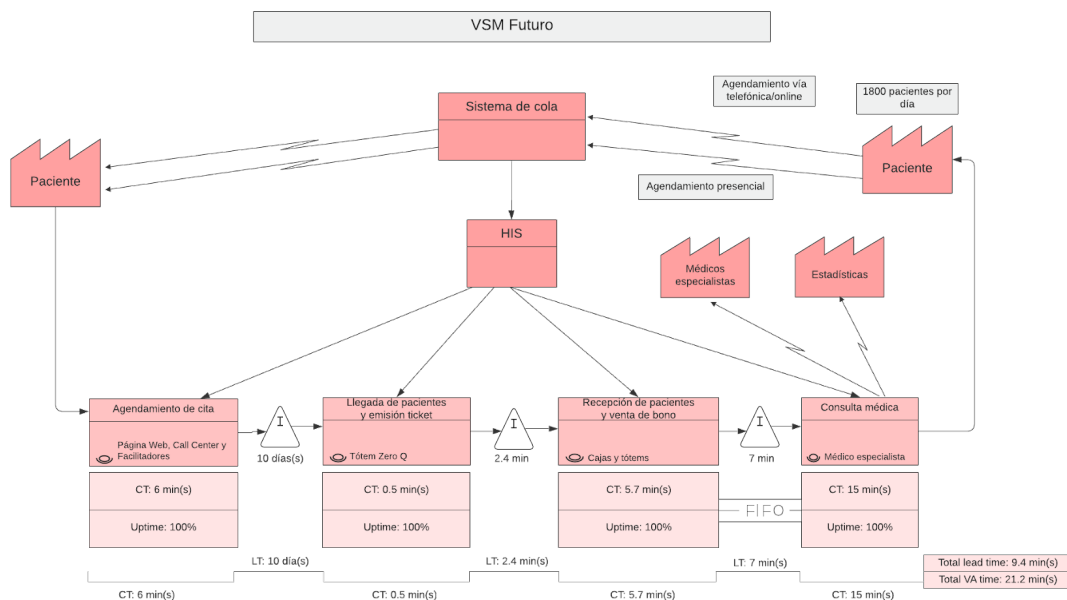 VSM Futuro
Agendamiento vía
telefónica/online
1800 pacientes por
día
Sistema de cola
Paciente
Paciente
Agendamiento presencial
HIS
Médicos
especialistas
Estadísticas
Agendamiento de cita
Página Web, Call Center y
Facilitadores
I
10 días(s)
Llegada de pacientes
y emisión ticket
Tótem Zero Q
I
2.4 min
Recepción de pacientes
y venta de bono
Cajas y tótems
I
7 min
Consulta médica
Médico especialista
CT: 6 min(s)
Uptime: 100%
CT: 0.5 min(s)
Uptime: 100%
CT: 5.7 min(s)
Uptime: 100%
FIFO
CT: 15 min(s)
Uptime: 100%
LT: 10 día(s)
LT: 2.4 min(s)
LT: 7 min(s)
Total lead time: 9.4 min(s)
Total VA time: 21.2 min(s)
CT: 6 min(s)
CT: 0.5 min(s)
CT: 5.7 min(s)
CT: 15 min(s)